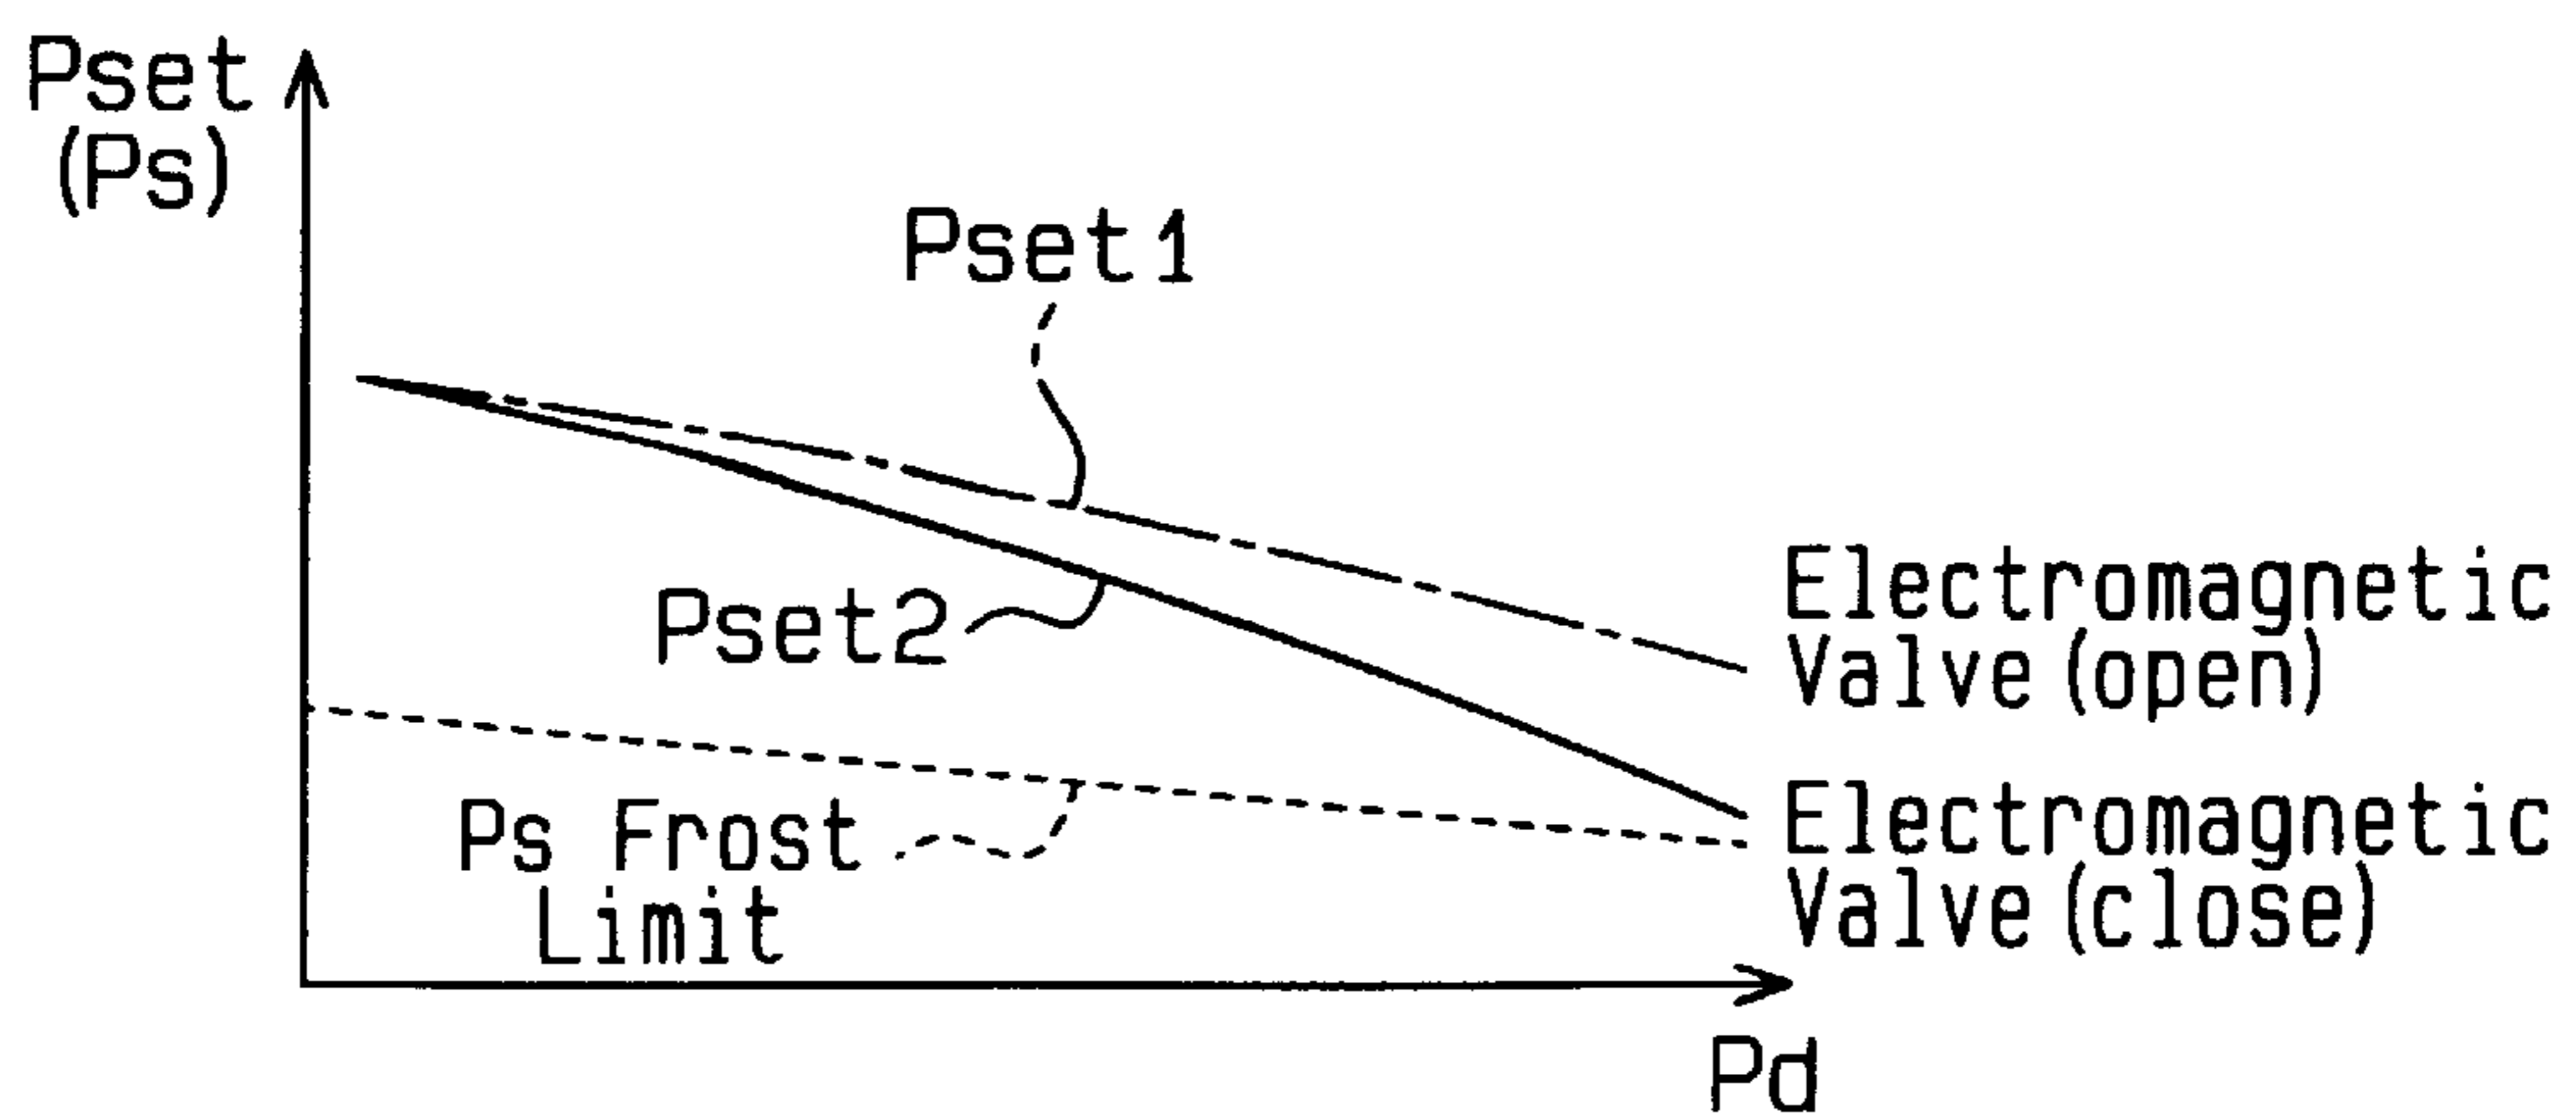 Pset
(Ps)
Pset1
Pset2
Electromagnetic
Valve(open)
Ps Frost
Limit
Electromagnetic
Valve(close)
Pd